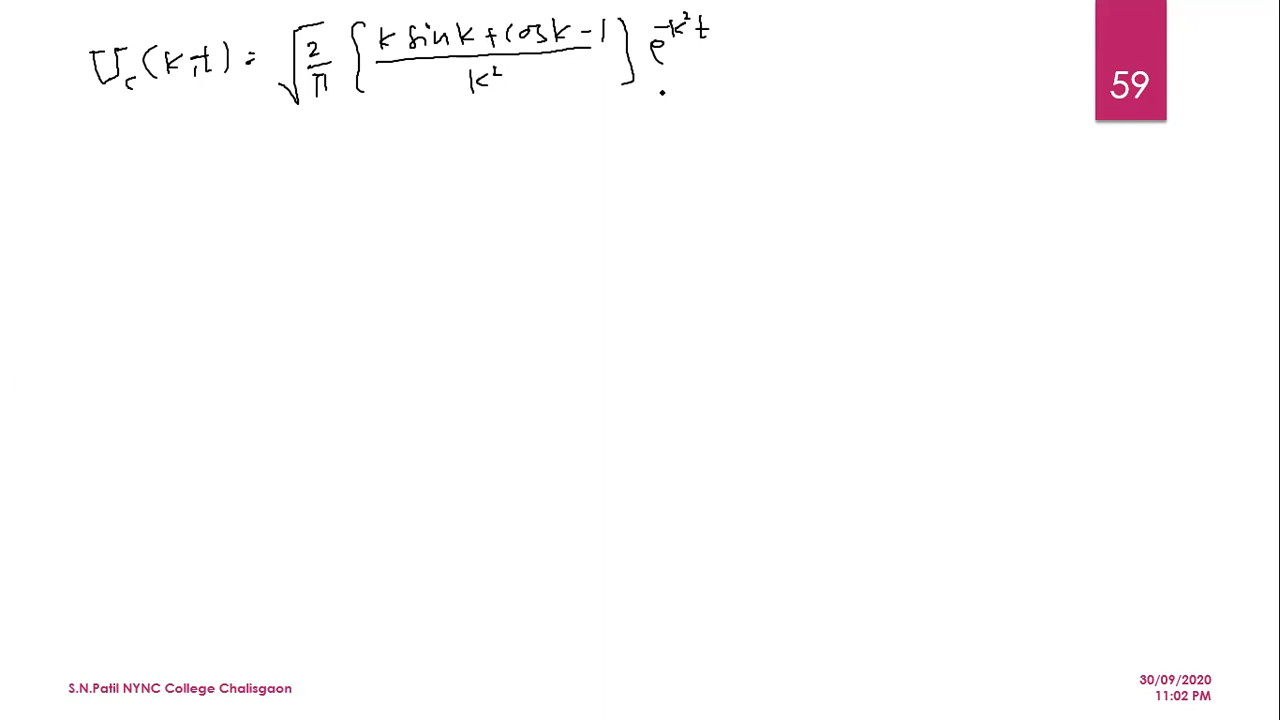 U_c(k,t) = √(2/π) { (k sin k + cos k - 1) / k² } e^{-k²t}
59
S.N.Patil NYNC College Chalisgaon
30/09/2020
11:02 PM